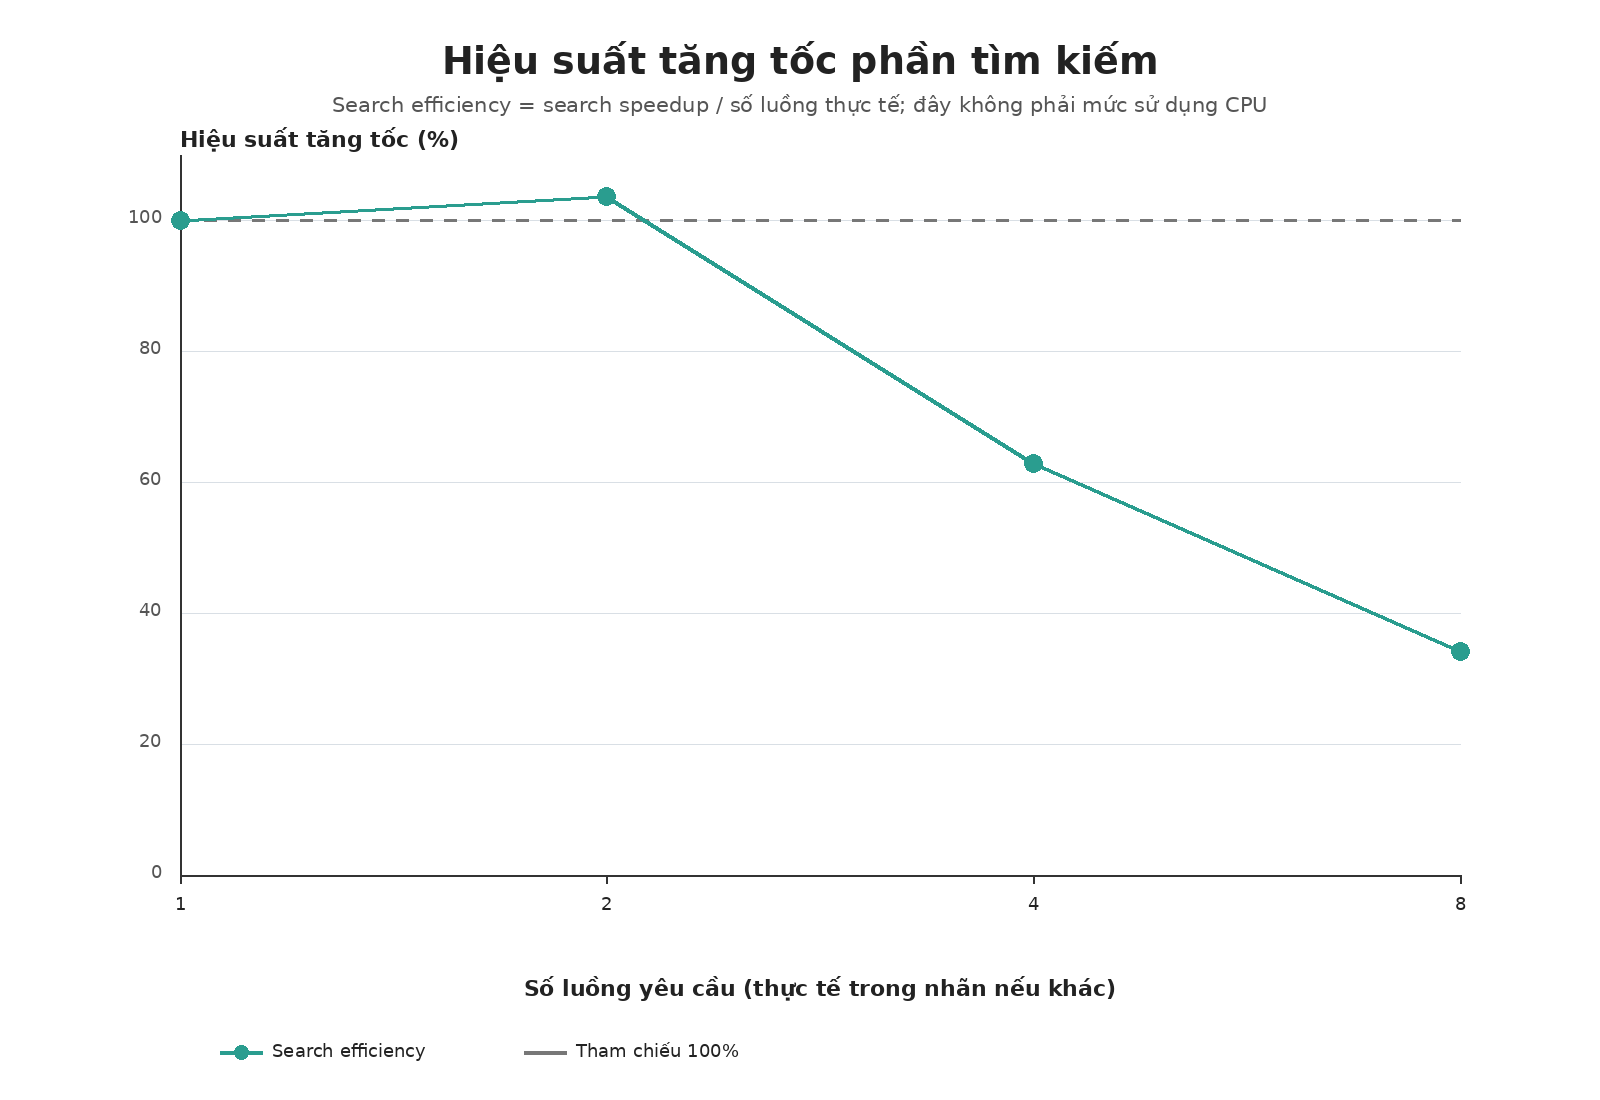 Hiệu suất tăng tốc phần tìm kiếm
Search efficiency = search speedup / số luồng thực tế; đây không phải mức sử dụng CPU
Hiệu suất tăng tốc (%)
100
80
60
40
20
0
1 2 4 8
Số luồng yêu cầu (thực tế trong nhãn nếu khác)
Search efficiency Tham chiếu 100%